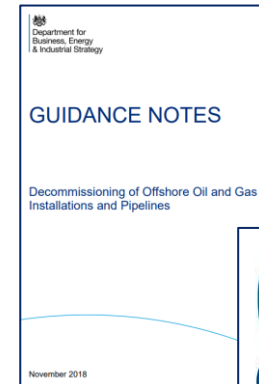 Department for
Business, Energy
& Industrial Strategy
GUIDANCE NOTES
Decommissioning of Offshore Oil and Gas
Installations and Pipelines
November 2018